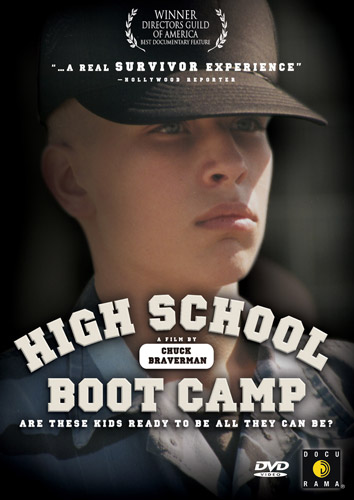 WINNER
DIRECTORS GUILD
OF AMERICA
BEST DOCUMENTARY FEATURE
"...A REAL SURVIVOR EXPERIENCE"
—HOLLYWOOD REPORTER
HIGH SCHOOL
A FILM BY
CHUCK
BRAVERMAN
BOOT CAMP
ARE THESE KIDS READY TO BE ALL THEY CAN BE?
DVD
VIDEO
DOCU
RAMA®